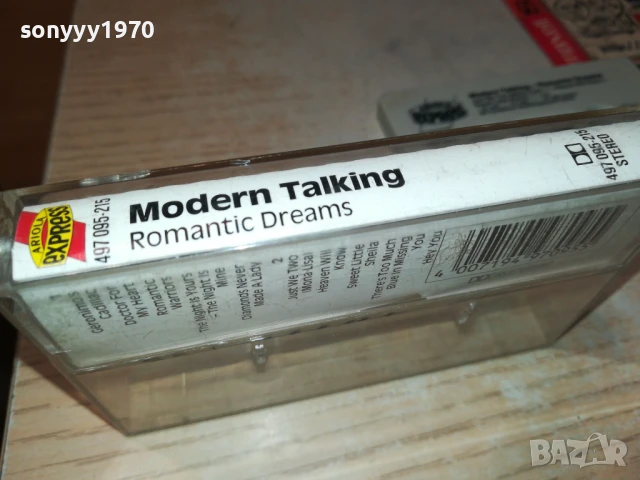 sonyyy1970
ARIOLA
express
497 095-215
Modern Talking
Romantic Dreams
497 095-215
STEREO
Geronimo's
Cadillac
Doctor For
My Heart
Romantic
Warriors
The Night Is Yours
- The Night Is
Mine
Diamonds Never
Made A Lady
2
Just We Two
(Mona Lisa)
Heaven Will
Know
Sweet Little
Sheila
There's Too Much
Blue In Missing
You
Hey You
BAZAR